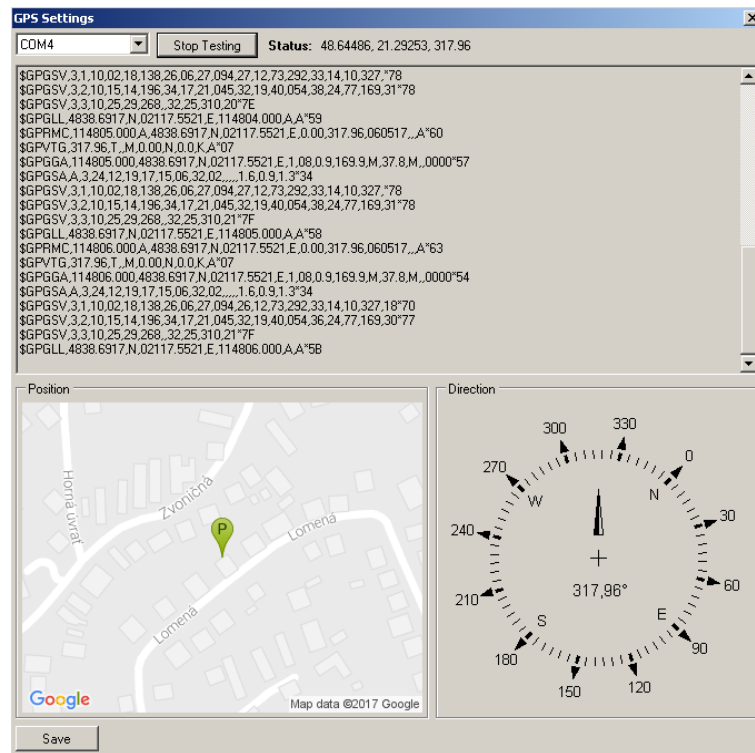 GPS Settings
COM4 Stop Testing Status: 48.64486, 21.29253, 317.96
$GPGSV,3,1,10,02,18,138,26,06,27,094,27,12,73,292,33,14,10,327,*78
$GPGSV,3,2,10,15,14,196,34,17,21,045,32,19,40,054,38,24,77,169,31*78
$GPGSV,3,3,10,25,29,268,,32,25,310,20*7E
$GPGLL,4838.6917,N,02117.5521,E,114804.000,A,A*59
$GPRMC,114805.000,A,4838.6917,N,02117.5521,E,0.00,317.96,060517,,,A*60
$GPVTG,317.96,T,,M,0.00,N,0.0,K,A*07
$GPGGA,114805.000,4838.6917,N,02117.5521,E,1,08,0.9,169.9,M,37.8,M,,0000*57
$GPGSA,A,3,24,12,19,17,15,06,32,02,,,,,1.6,0.9,1.3*34
$GPGSV,3,1,10,02,18,138,26,06,27,094,27,12,73,292,33,14,10,327,*78
$GPGSV,3,2,10,15,14,196,34,17,21,045,32,19,40,054,38,24,77,169,31*78
$GPGSV,3,3,10,25,29,268,,32,25,310,21*7F
$GPGLL,4838.6917,N,02117.5521,E,114805.000,A,A*58
$GPRMC,114806.000,A,4838.6917,N,02117.5521,E,0.00,317.96,060517,,,A*63
$GPVTG,317.96,T,,M,0.00,N,0.0,K,A*07
$GPGGA,114806.000,4838.6917,N,02117.5521,E,1,08,0.9,169.9,M,37.8,M,,0000*54
$GPGSA,A,3,24,12,19,17,15,06,32,02,,,,,1.6,0.9,1.3*34
$GPGSV,3,1,10,02,18,138,26,06,27,094,26,12,73,292,33,14,10,327,18*70
$GPGSV,3,2,10,15,14,196,34,17,21,045,32,19,40,054,36,24,77,169,30*77
$GPGSV,3,3,10,25,29,268,,32,25,310,21*7F
$GPGLL,4838.6917,N,02117.5521,E,114806.000,A,A*5B
Position
Horná úvrať
Zvoničná
P
Lomená
Lomená
Google
Map data ©2017 Google
Direction
300 330 0
270 W N 30
240
317,96°
60
210 S E 90
180 150 120
Save